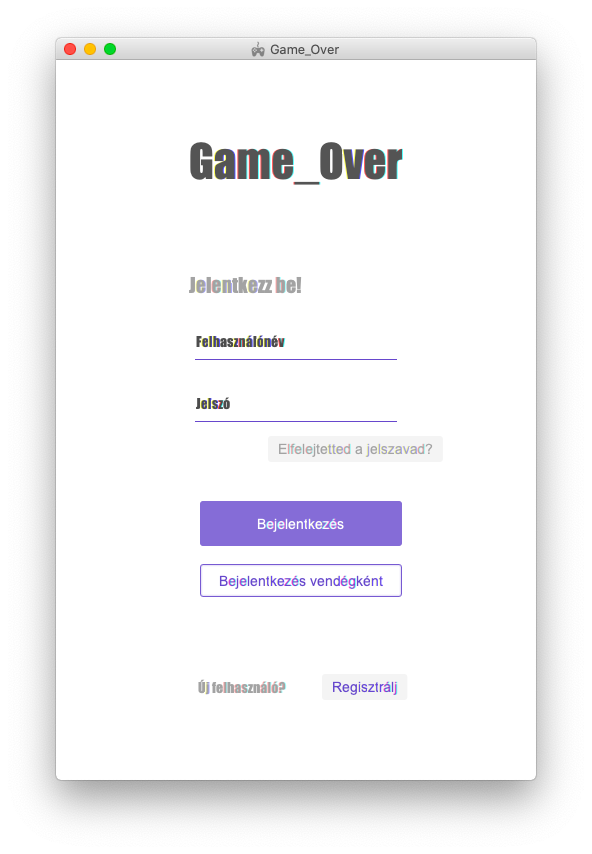 Game_Over
Game_Over
Jelentkezz be!
Felhasználónév
Jelszó
Elfelejtetted a jelszavad?
Bejelentkezés
Bejelentkezés vendégként
Új felhasználó? Regisztrálj